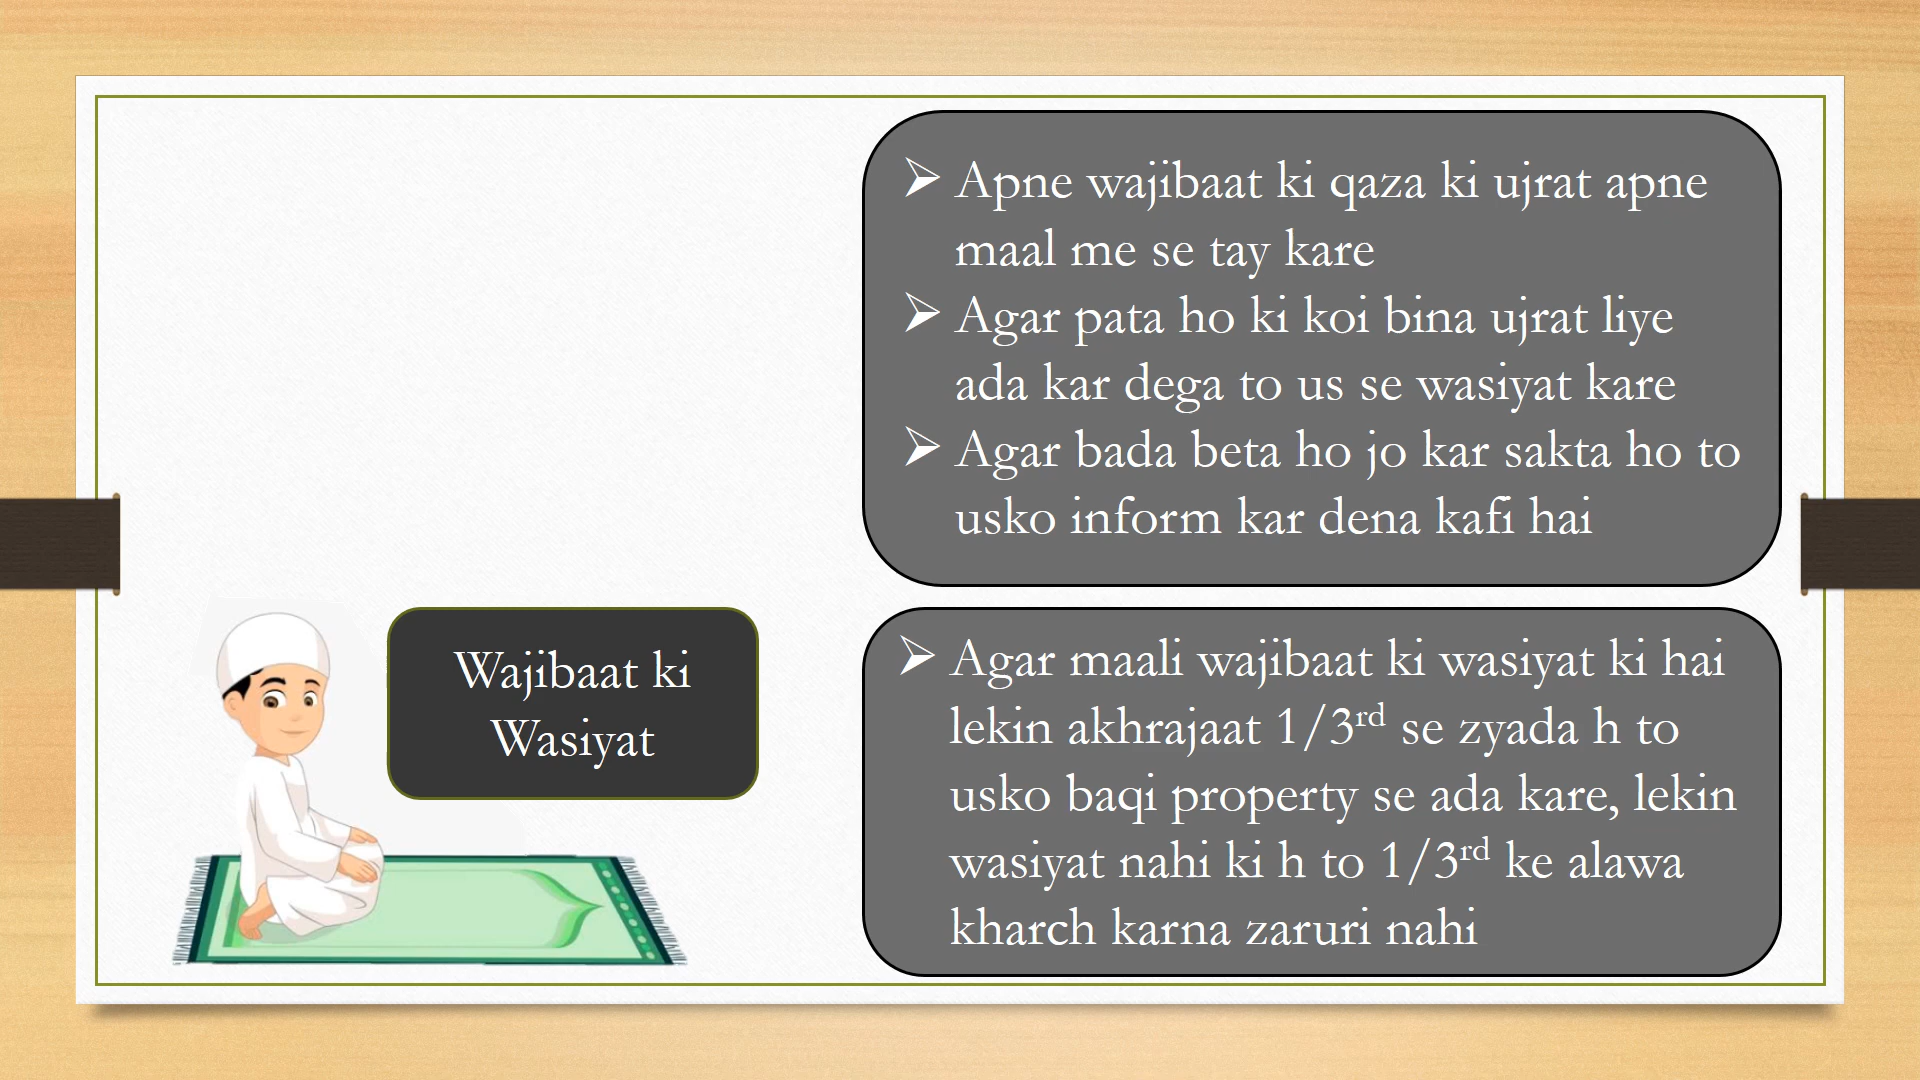 Apne wajibaat ki qaza ki ujrat apne
maal me se tay kare
Agar pata ho ki koi bina ujrat liye
ada kar dega to us se wasiyat kare
Agar bada beta ho jo kar sakta ho to
usko inform kar dena kafi hai
Wajibaat ki
Wasiyat
Agar maali wajibaat ki wasiyat ki hai
lekin akhrajaat 1/3rd se zyada h to
usko baqi property se ada kare, lekin
wasiyat nahi ki h to 1/3rd ke alawa
kharch karna zaruri nahi